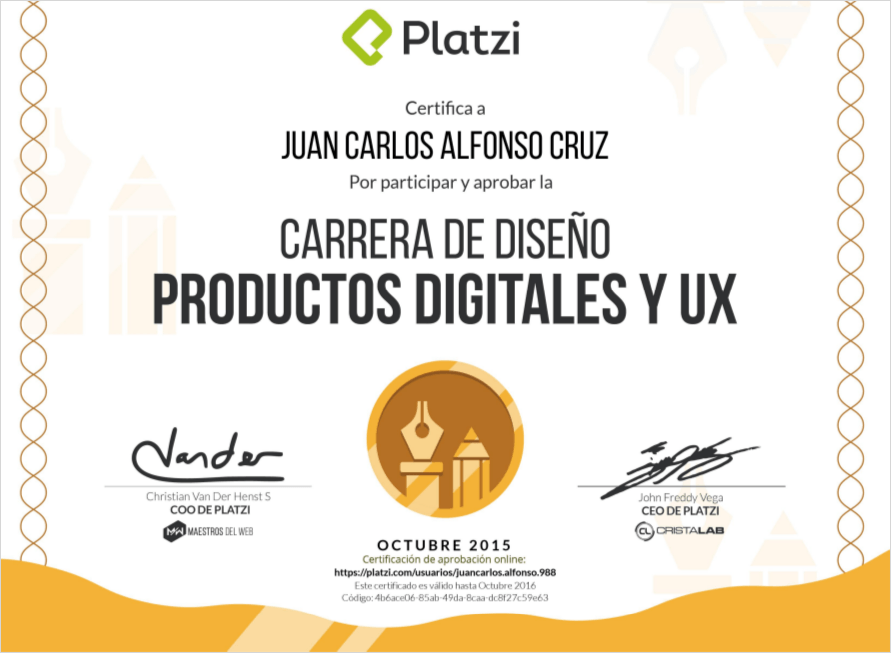 Platzi
Certifica a
JUAN CARLOS ALFONSO CRUZ
Por participar y aprobar la
CARRERA DE DISEÑO
PRODUCTOS DIGITALES Y UX
Vander
Christian Van Der Henst S
COO DE PLATZI
MAESTROS DEL WEB
John Freddy Vega
CEO DE PLATZI
CL CRISTALAB
OCTUBRE 2015
Certificación de aprobación online:
https://platzi.com/usuarios/juancarlos.alfonso.988
Este certificado es válido hasta Octubre 2016
Código: 4b6ace06-85ab-49da-8caa-dc8f27c59e63